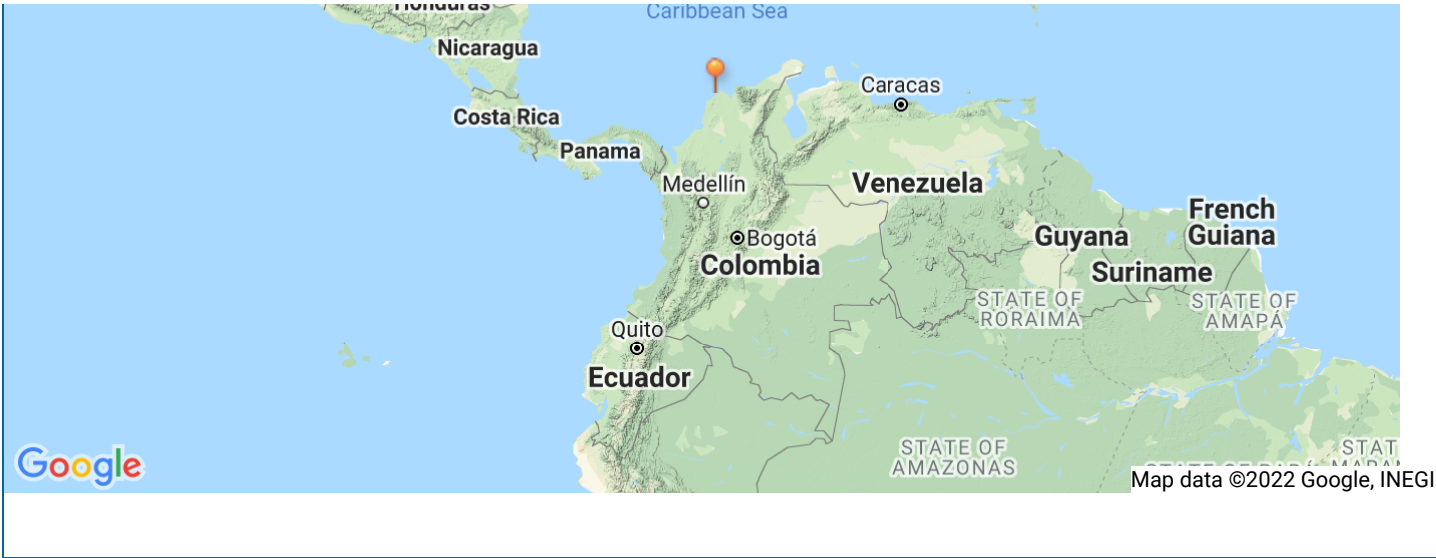 Honduras
Caribbean Sea
Nicaragua
Caracas
Costa Rica
Panama
Medellín
Venezuela
French
Guiana
Bogotá
Guyana
Colombia
Suriname
STATE OF
RORAIMA
STATE OF
AMAPÁ
Quito
Ecuador
STATE OF
AMAZONAS
STAT
Google
Map data ©2022 Google, INEGI